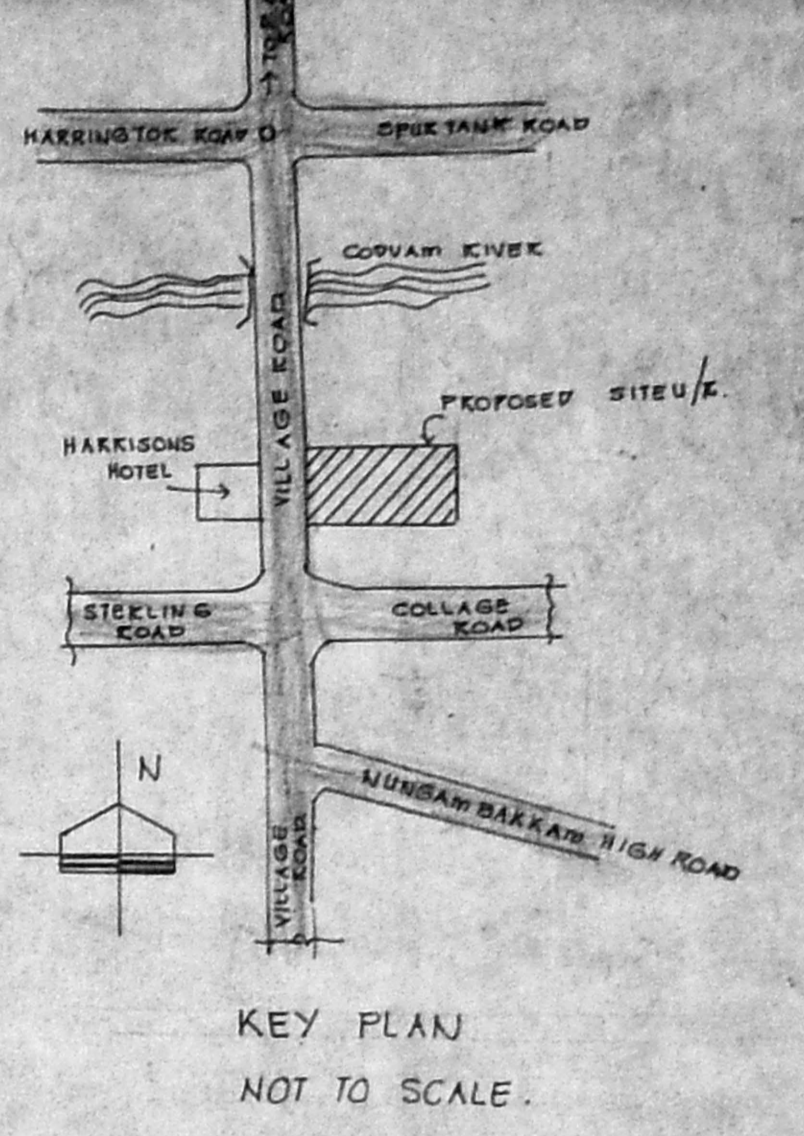 HARRINGTOK ROAD
SPUR TANK ROAD
COOVAM RIVER
VILLAGE ROAD
PROPOSED SITE U/R.
HARRISONS
HOTEL
STERLING
ROAD
COLLAGE
ROAD
N
NUNGAMBAKKAM HIGH ROAD
VILLAGE
ROAD
KEY PLAN
NOT TO SCALE.